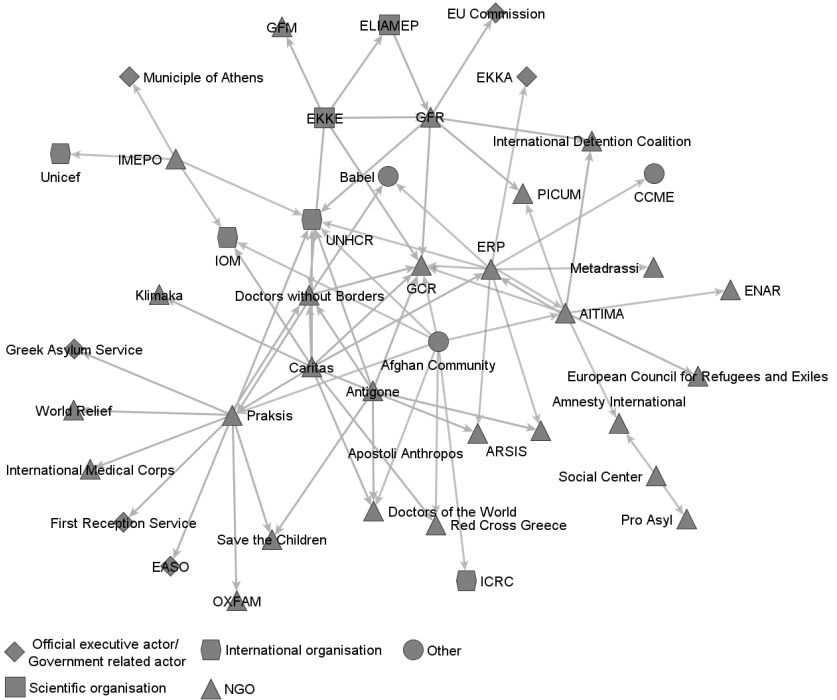 EU Commission
GFM
ELIAMEP
Municiple of Athens
EKKA
EKKE
GFR
International Detention Coalition
IMEPO
Unicef
Babel
PICUM
CCME
UNHCR
IOM
ERP
GCR
Metadrassi
Klimaka
Doctors without Borders
ENAR
AITIMA
Greek Asylum Service
Caritas
Afghan Community
European Council for Refugees and Exiles
Antigone
Amnesty International
World Relief
Praksis
Apostoli Anthropos
ARSIS
International Medical Corps
Social Center
Doctors of the World
First Reception Service
Red Cross Greece
Pro Asyl
Save the Children
EASO
ICRC
OXFAM
Official executive actor/
Government related actor
International organisation
Other
Scientific organisation
NGO